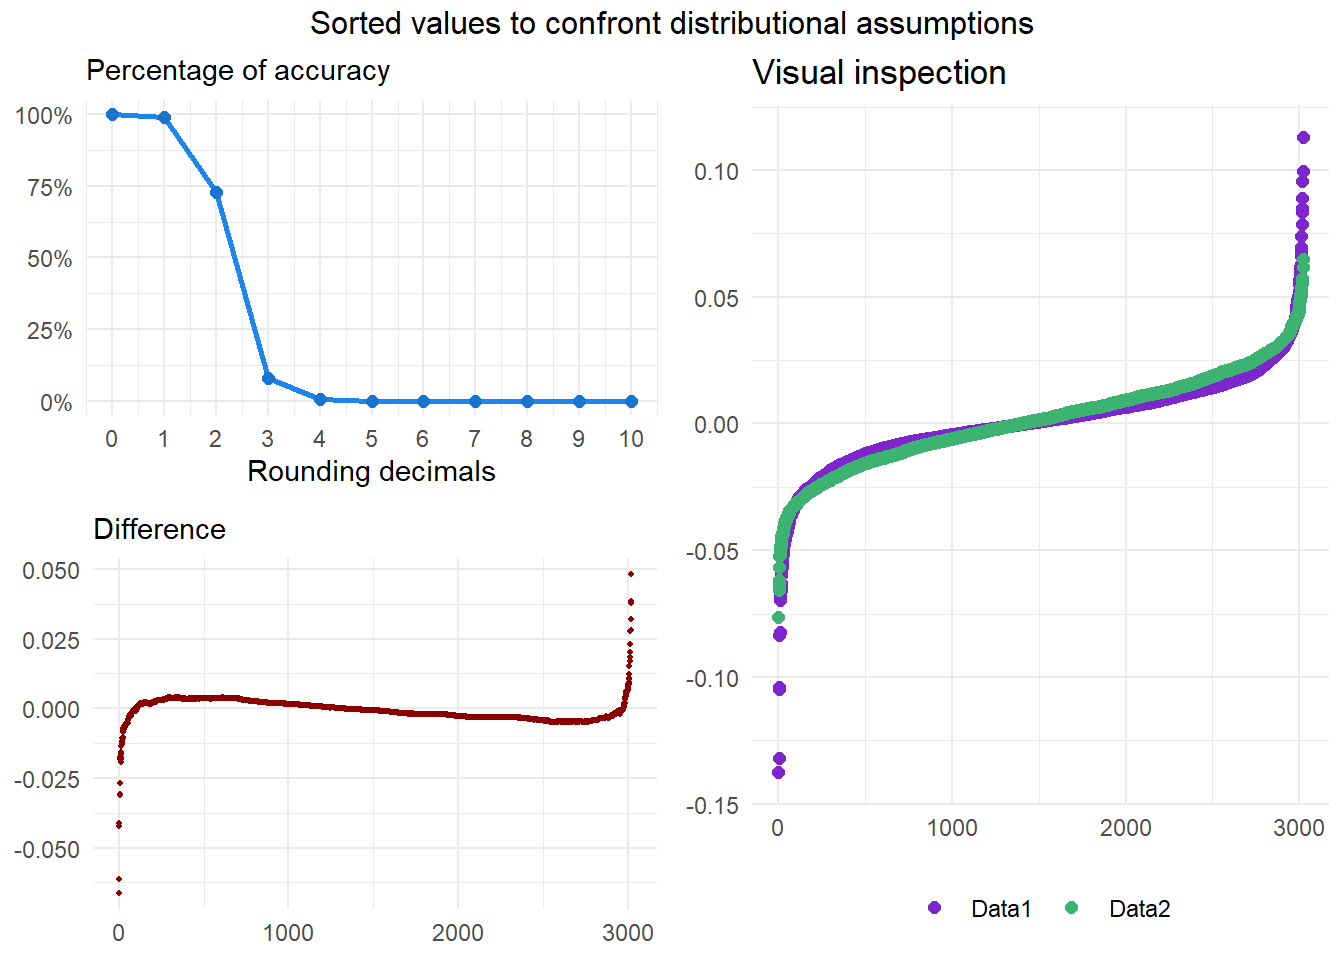 Sorted values to confront distributional assumptions
Percentage of accuracy
100%
75%
50%
25%
0%
0 1 2 3 4 5 6 7 8 9 10
Rounding decimals
Difference
0.050
0.025
0.000
-0.025
-0.050
0 1000 2000 3000
Visual inspection
0.10
0.05
0.00
-0.05
-0.10
-0.15
0 1000 2000 3000
Data1 Data2